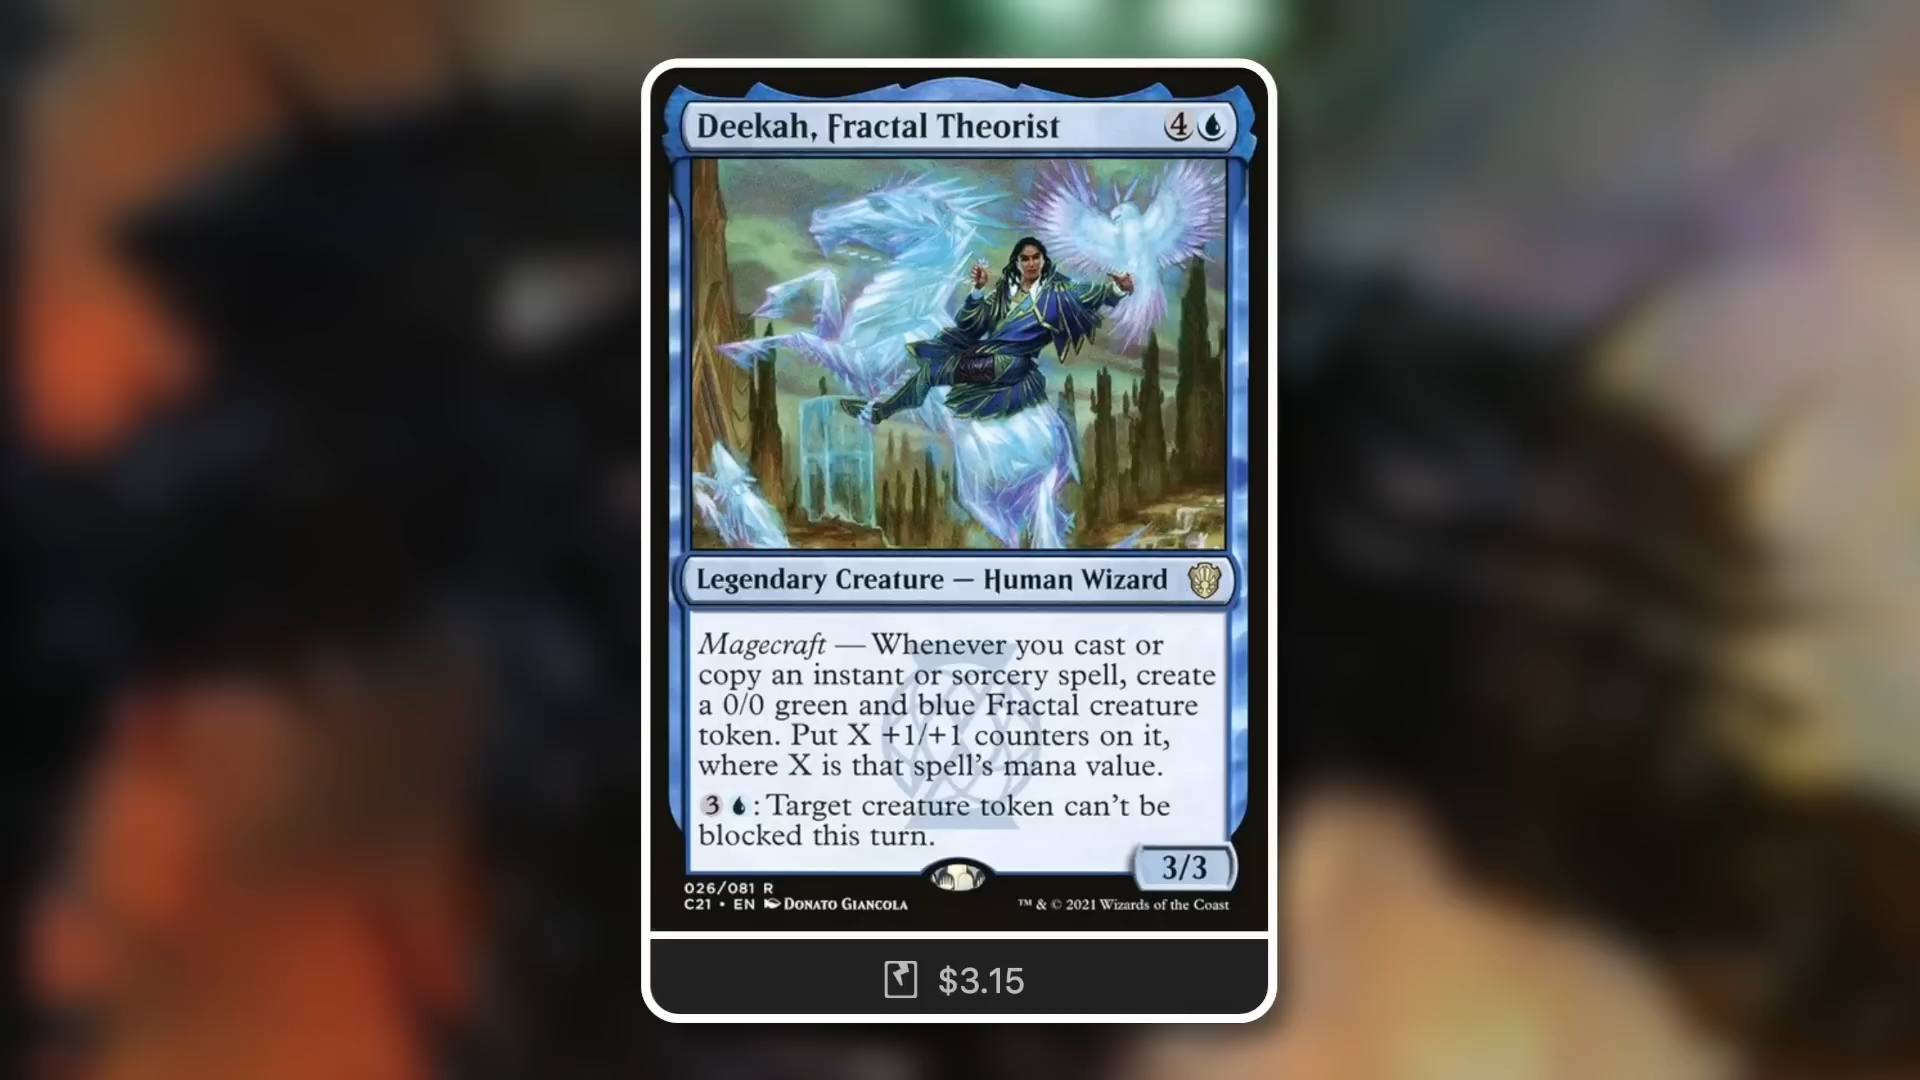 Deekah, Fractal Theorist 4
Legendary Creature — Human Wizard
Magecraft — Whenever you cast or
copy an instant or sorcery spell, create
a 0/0 green and blue Fractal creature
token. Put X +1/+1 counters on it,
where X is that spell's mana value.
3 : Target creature token can't be
blocked this turn.
3/3
026/081 R
C21 • EN DONATO GIANCOLA
™ & © 2021 Wizards of the Coast
$3.15